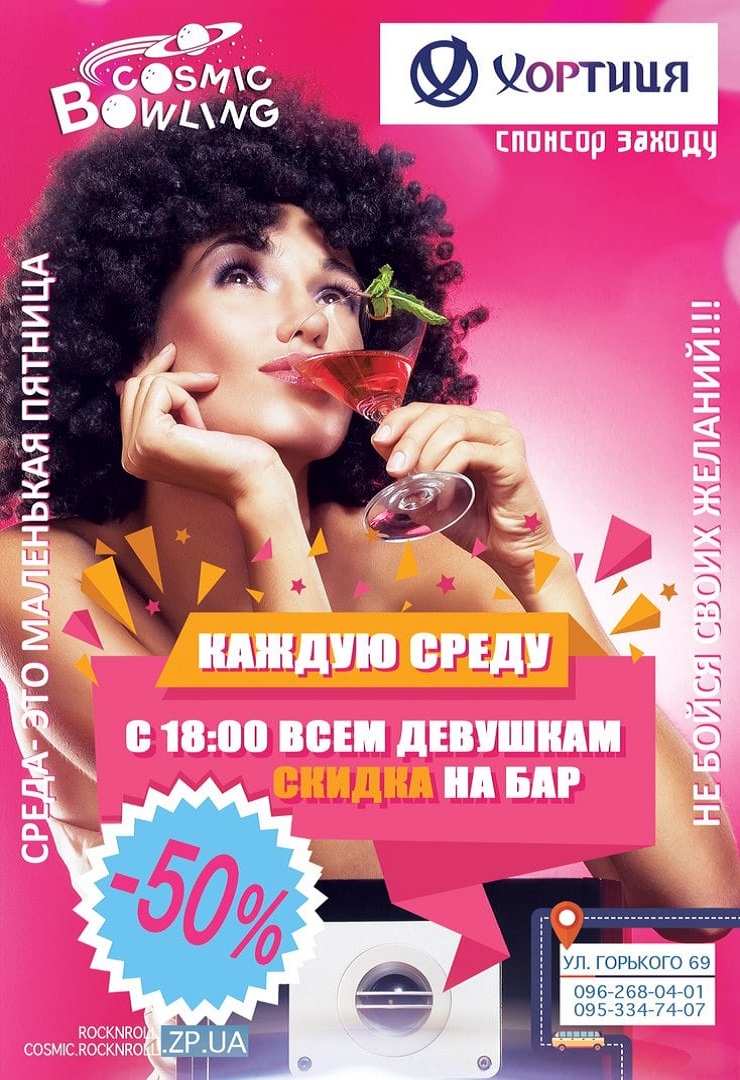 COSMIC
BOWLING
ХОРТИЦЯ
СПОНСОР ЗАХОДУ
СРЕДА- ЭТО МАЛЕНЬКАЯ ПЯТНИЦА
НЕ БОЙСЯ СВОИХ ЖЕЛАНИЙ!!!
КАЖДУЮ СРЕДУ
С 18:00 ВСЕМ ДЕВУШКАМ
СКИДКА НА БАР
-50%
УЛ. ГОРЬКОГО 69
096-268-04-01
095-334-74-07
ROCKNROLL
COSMIC.ROCKNROLL.ZP.UA